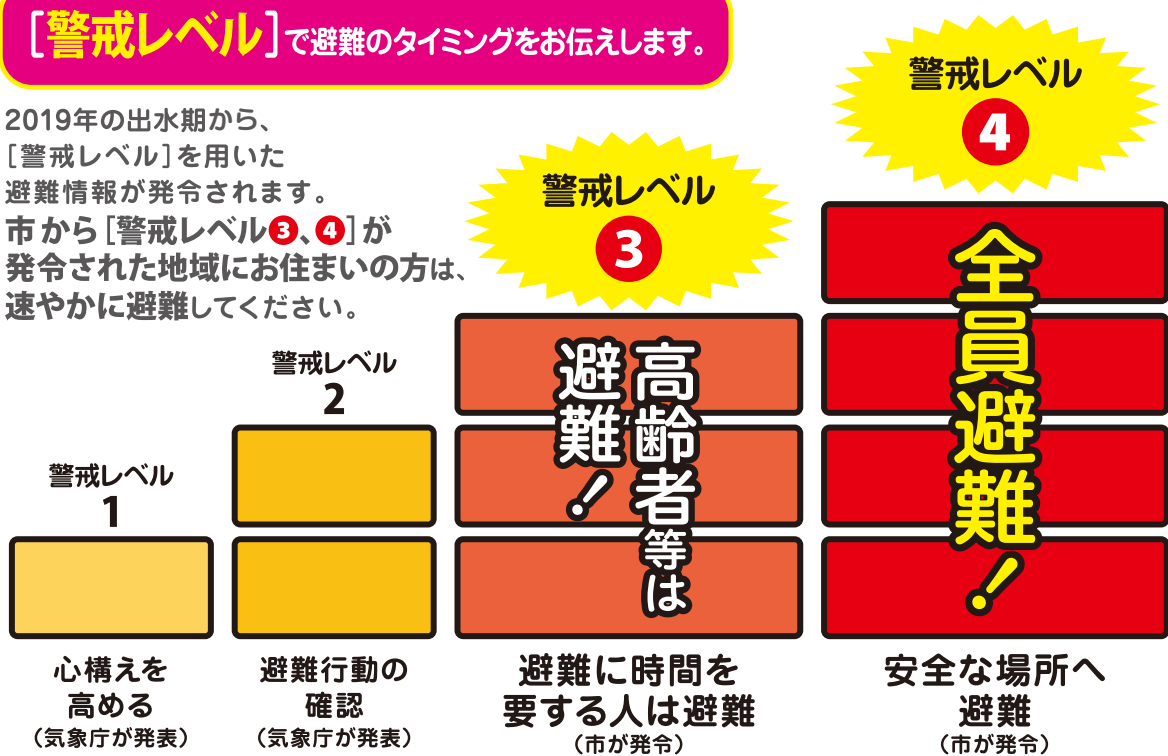 [警戒レベル]で避難のタイミングをお伝えします。
2019年の出水期から、
[警戒レベル]を用いた
避難情報が発令されます。
市から[警戒レベル❸、❹]が
発令された地域にお住まいの方は、
速やかに避難してください。
警戒レベル
1
心構えを
高める
(気象庁が発表)
警戒レベル
2
避難行動の
確認
(気象庁が発表)
警戒レベル
3
高齢者等は
避難!
避難に時間を
要する人は避難
(市が発令)
警戒レベル
4
全員避難!
安全な場所へ
避難
(市が発令)